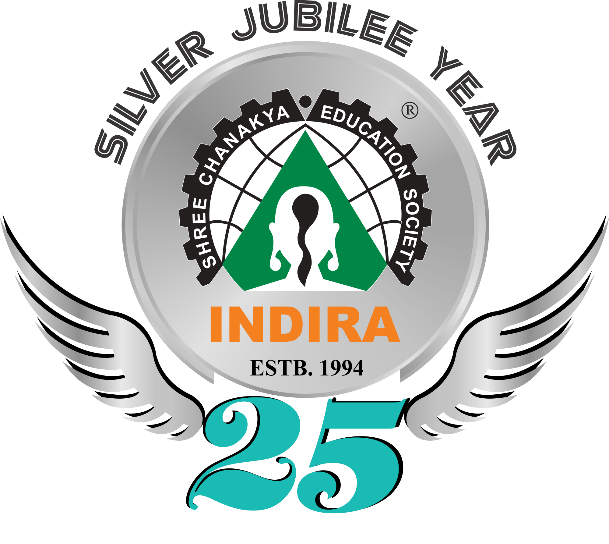 SILVER JUBILEE YEAR
SHREE CHANAKYA EDUCATION SOCIETY
®
INDIRA
ESTB. 1994
25